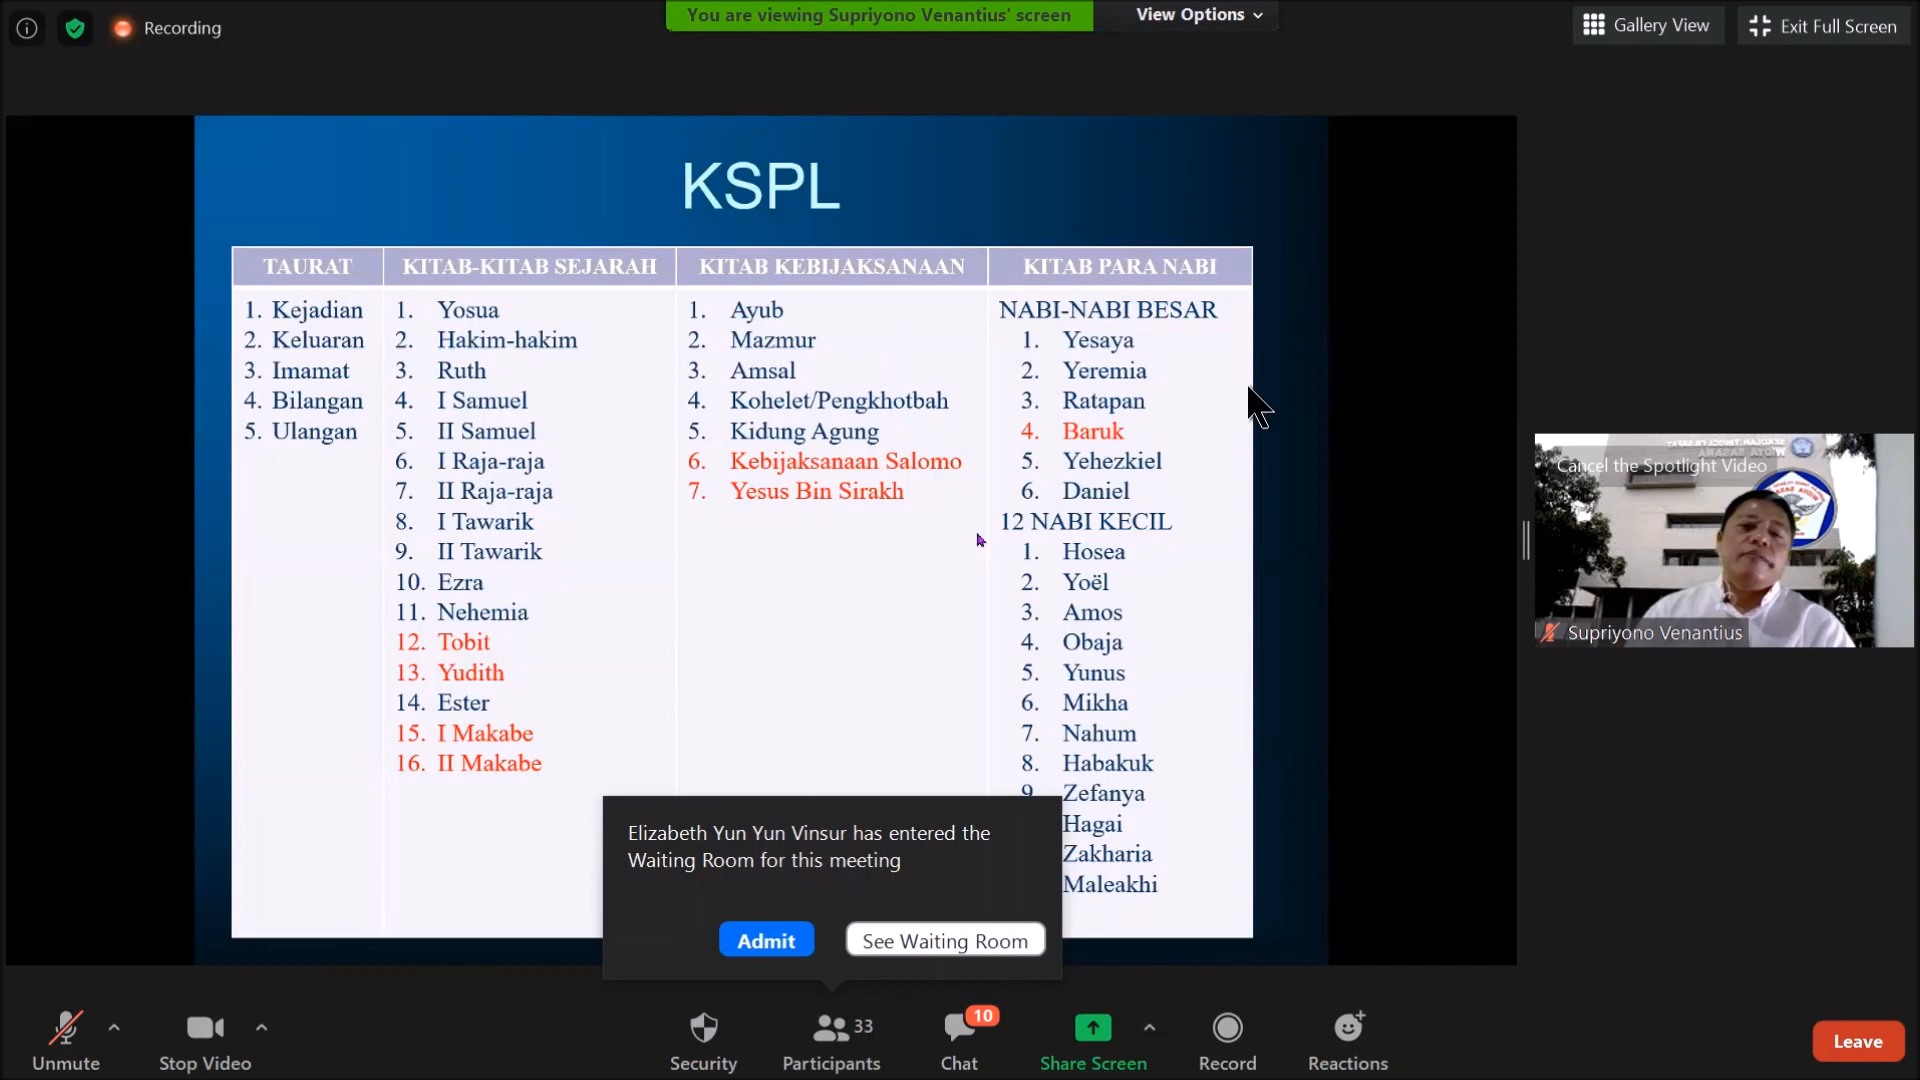 Recording
You are viewing Supriyono Venantius' screen
View Options
Gallery View
Exit Full Screen
KSPL
TAURAT
1. Kejadian
2. Keluaran
3. Imamat
4. Bilangan
5. Ulangan
KITAB-KITAB SEJARAH
1. Yosua
2. Hakim-hakim
3. Ruth
4. I Samuel
5. II Samuel
6. I Raja-raja
7. II Raja-raja
8. I Tawarik
9. II Tawarik
10. Ezra
11. Nehemia
12. Tobit
13. Yudith
14. Ester
15. I Makabe
16. II Makabe
KITAB KEBIJAKSANAAN
1. Ayub
2. Mazmur
3. Amsal
4. Kohelet/Pengkhotbah
5. Kidung Agung
6. Kebijaksanaan Salomo
7. Yesus Bin Sirakh
KITAB PARA NABI
NABI-NABI BESAR
1. Yesaya
2. Yeremia
3. Ratapan
4. Baruk
5. Yehezkiel
6. Daniel
12 NABI KECIL
1. Hosea
2. Yoël
3. Amos
4. Obaja
5. Yunus
6. Mikha
7. Nahum
8. Habakuk
9. Zefanya
Hagai
Zakharia
Maleakhi
Cancel the Spotlight Video
Supriyono Venantius
Elizabeth Yun Yun Vinsur has entered the
Waiting Room for this meeting
Admit
See Waiting Room
Unmute
Stop Video
Security
33
Participants
10
Chat
Share Screen
Record
Reactions
Leave